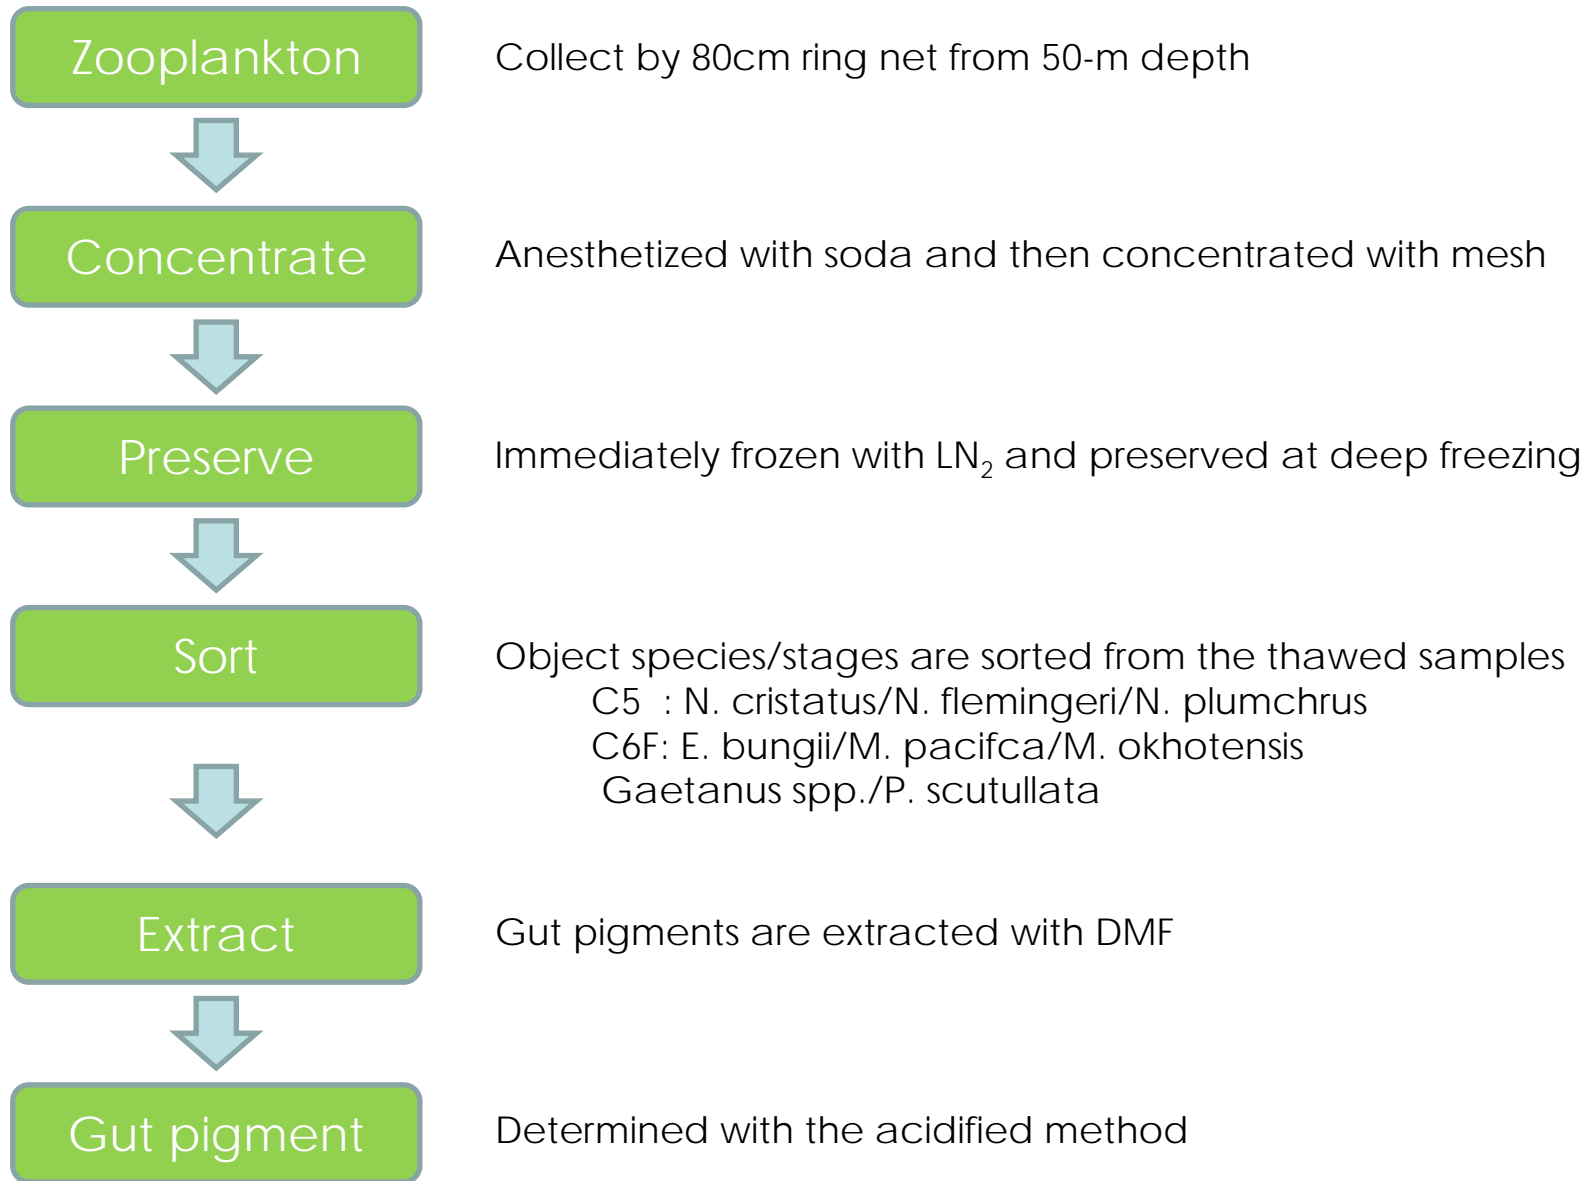 Zooplankton
Collect by 80cm ring net from 50-m depth
Concentrate
Anesthetized with soda and then concentrated with mesh
Preserve
Immediately frozen with LN₂ and preserved at deep freezing
Sort
Object species/stages are sorted from the thawed samples
C5 : N. cristatus/N. flemingeri/N. plumchrus
C6F: E. bungii/M. pacifca/M. okhotensis
Gaetanus spp./P. scutullata
Extract
Gut pigments are extracted with DMF
Gut pigment
Determined with the acidified method